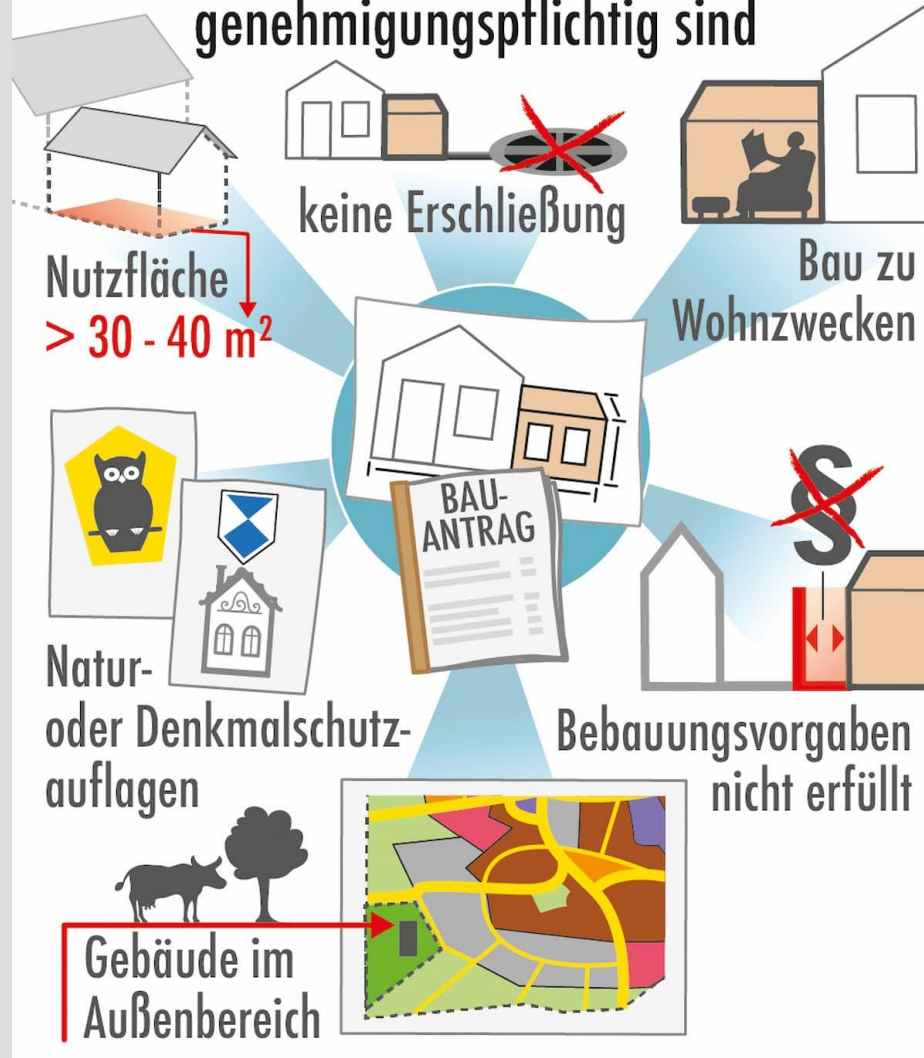 genehmigungspflichtig sind
keine Erschließung
Nutzfläche
> 30 - 40 m²
Bau zu
Wohnzwecken
BAU-
ANTRAG
§
Natur-
oder Denkmalschutz-
auflagen
Bebauungsvorgaben
nicht erfüllt
Gebäude im
Außenbereich